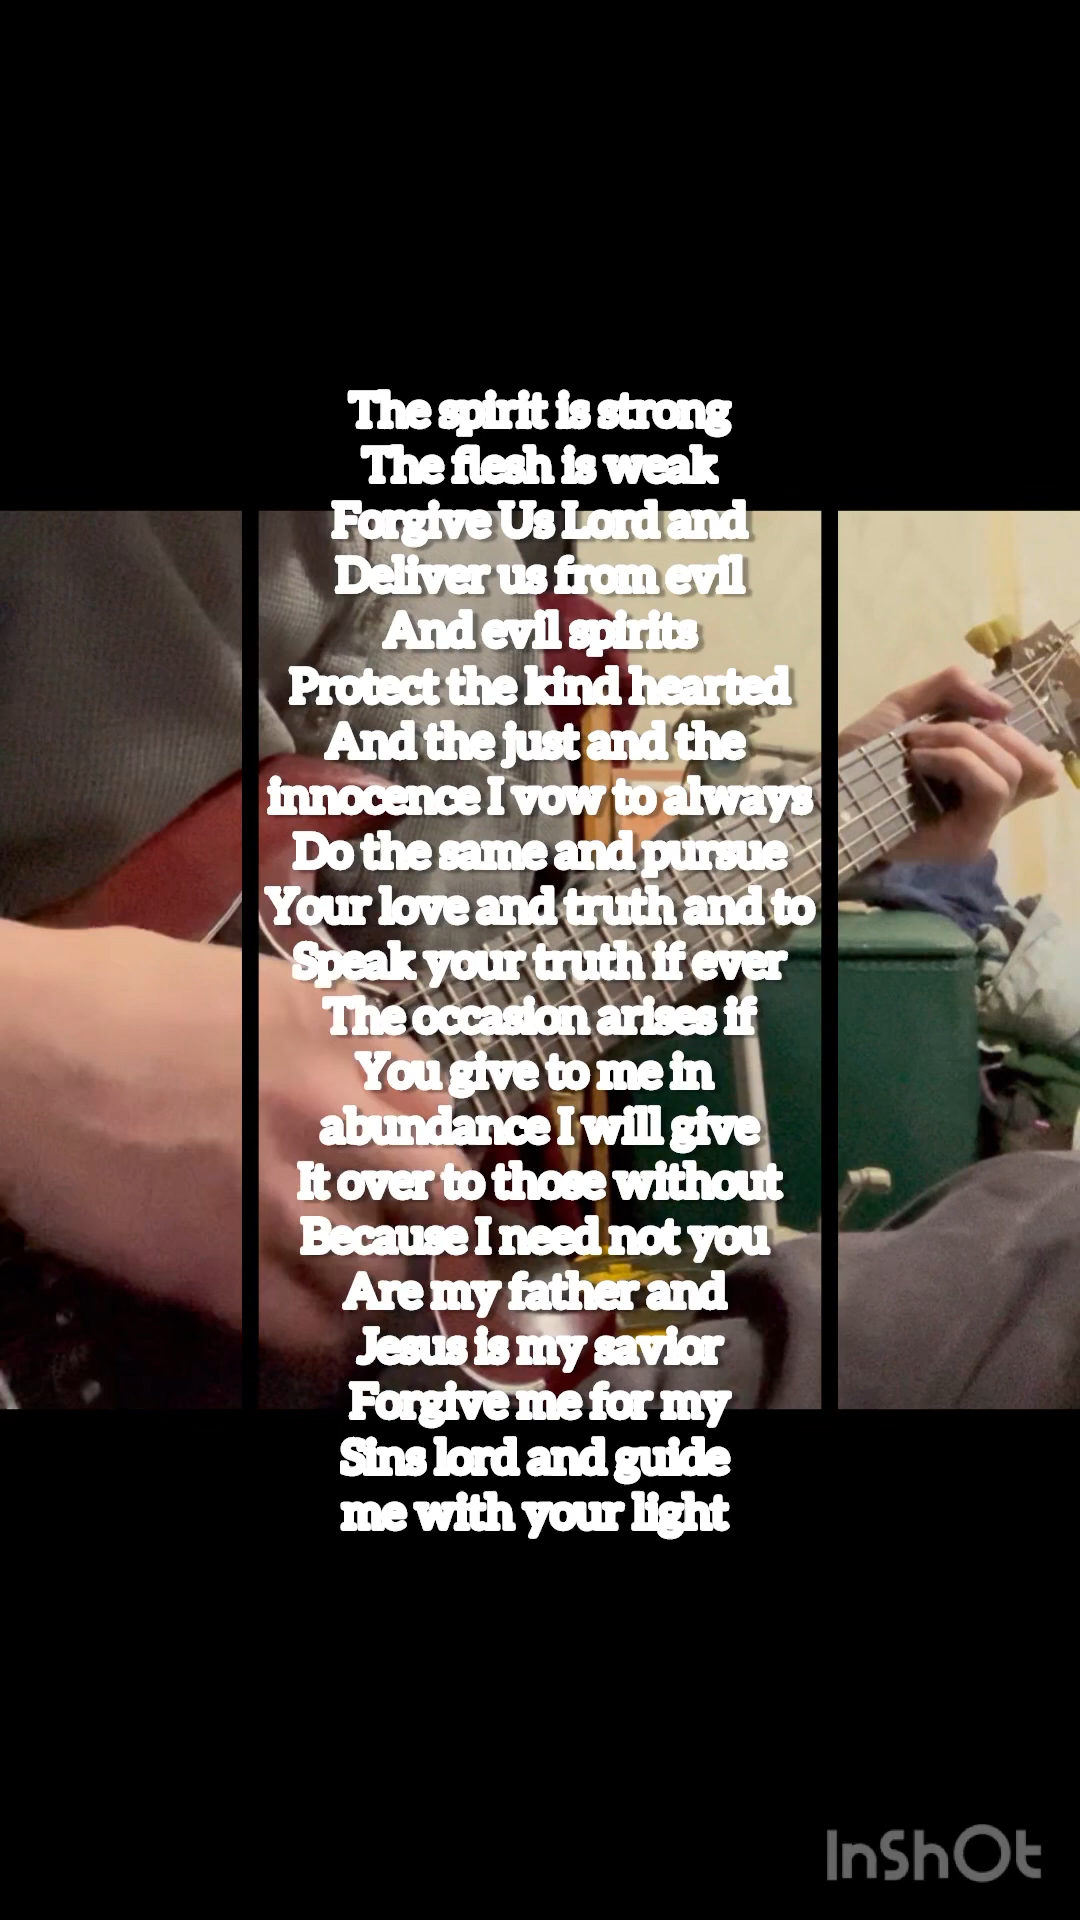 The spirit is strong
The flesh is weak
Forgive Us Lord and
Deliver us from evil
And evil spirits
Protect the kind hearted
And the just and the
innocence I vow to always
Do the same and pursue
Your love and truth and to
Speak your truth if ever
The occasion arises if
You give to me in
abundance I will give
It over to those without
Because I need not you
Are my father and
Jesus is my savior
Forgive me for my
Sins lord and guide
me with your light
InShOt